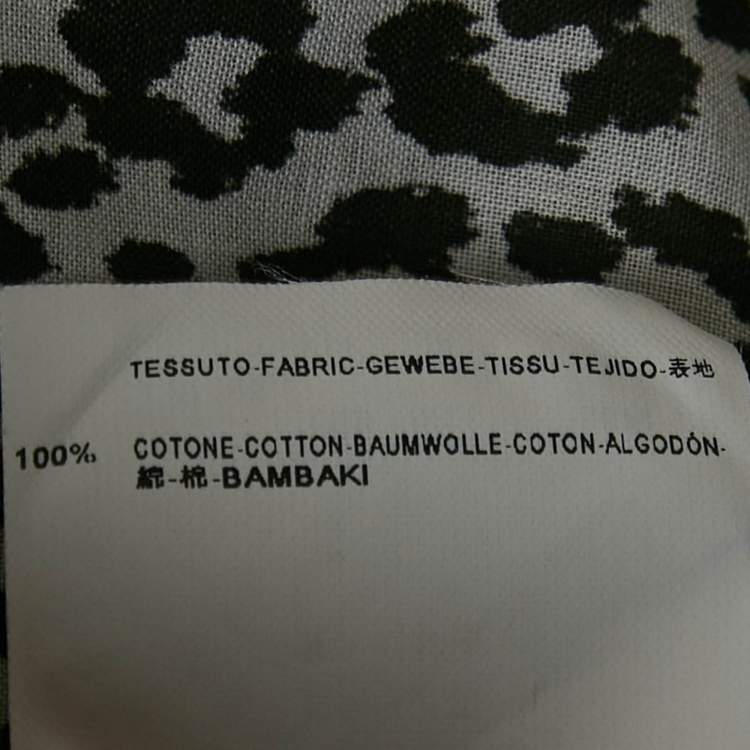 TESSUTO-FABRIC-GEWEBE-TISSU-TEJIDO-表地
100% COTONE-COTTON-BAUMWOLLE-COTON-ALGODÓN-
綿-棉-BAMBAKI